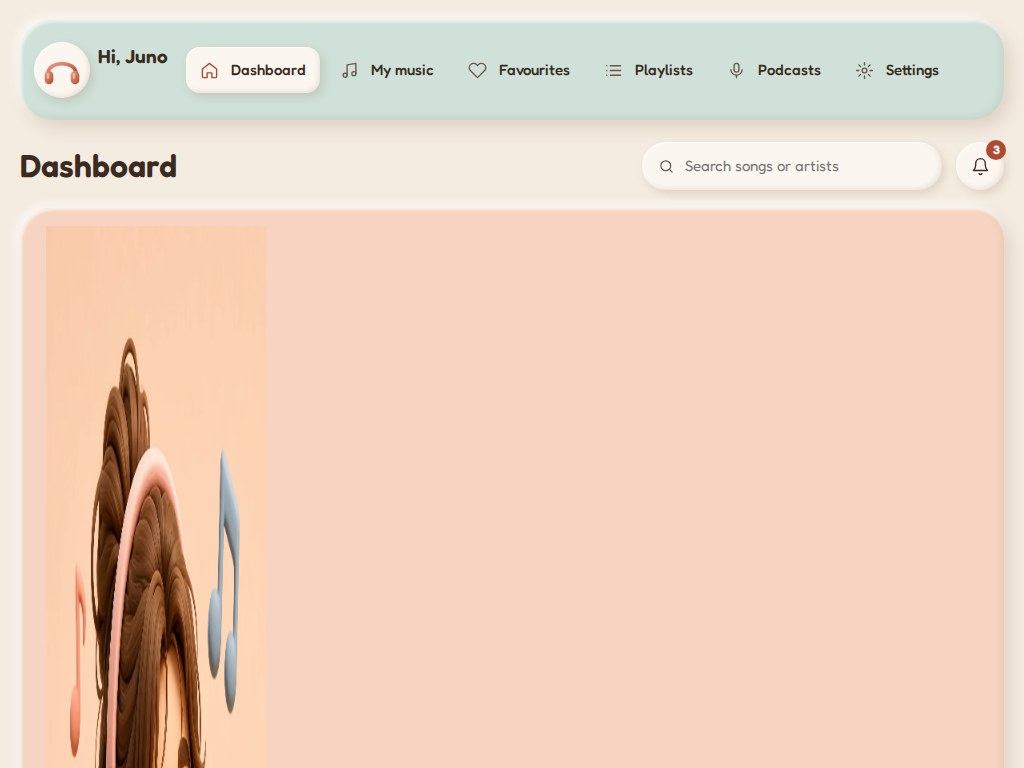 Hi, Juno
Dashboard
My music
Favourites
Playlists
Podcasts
Settings
Dashboard
Search songs or artists
3